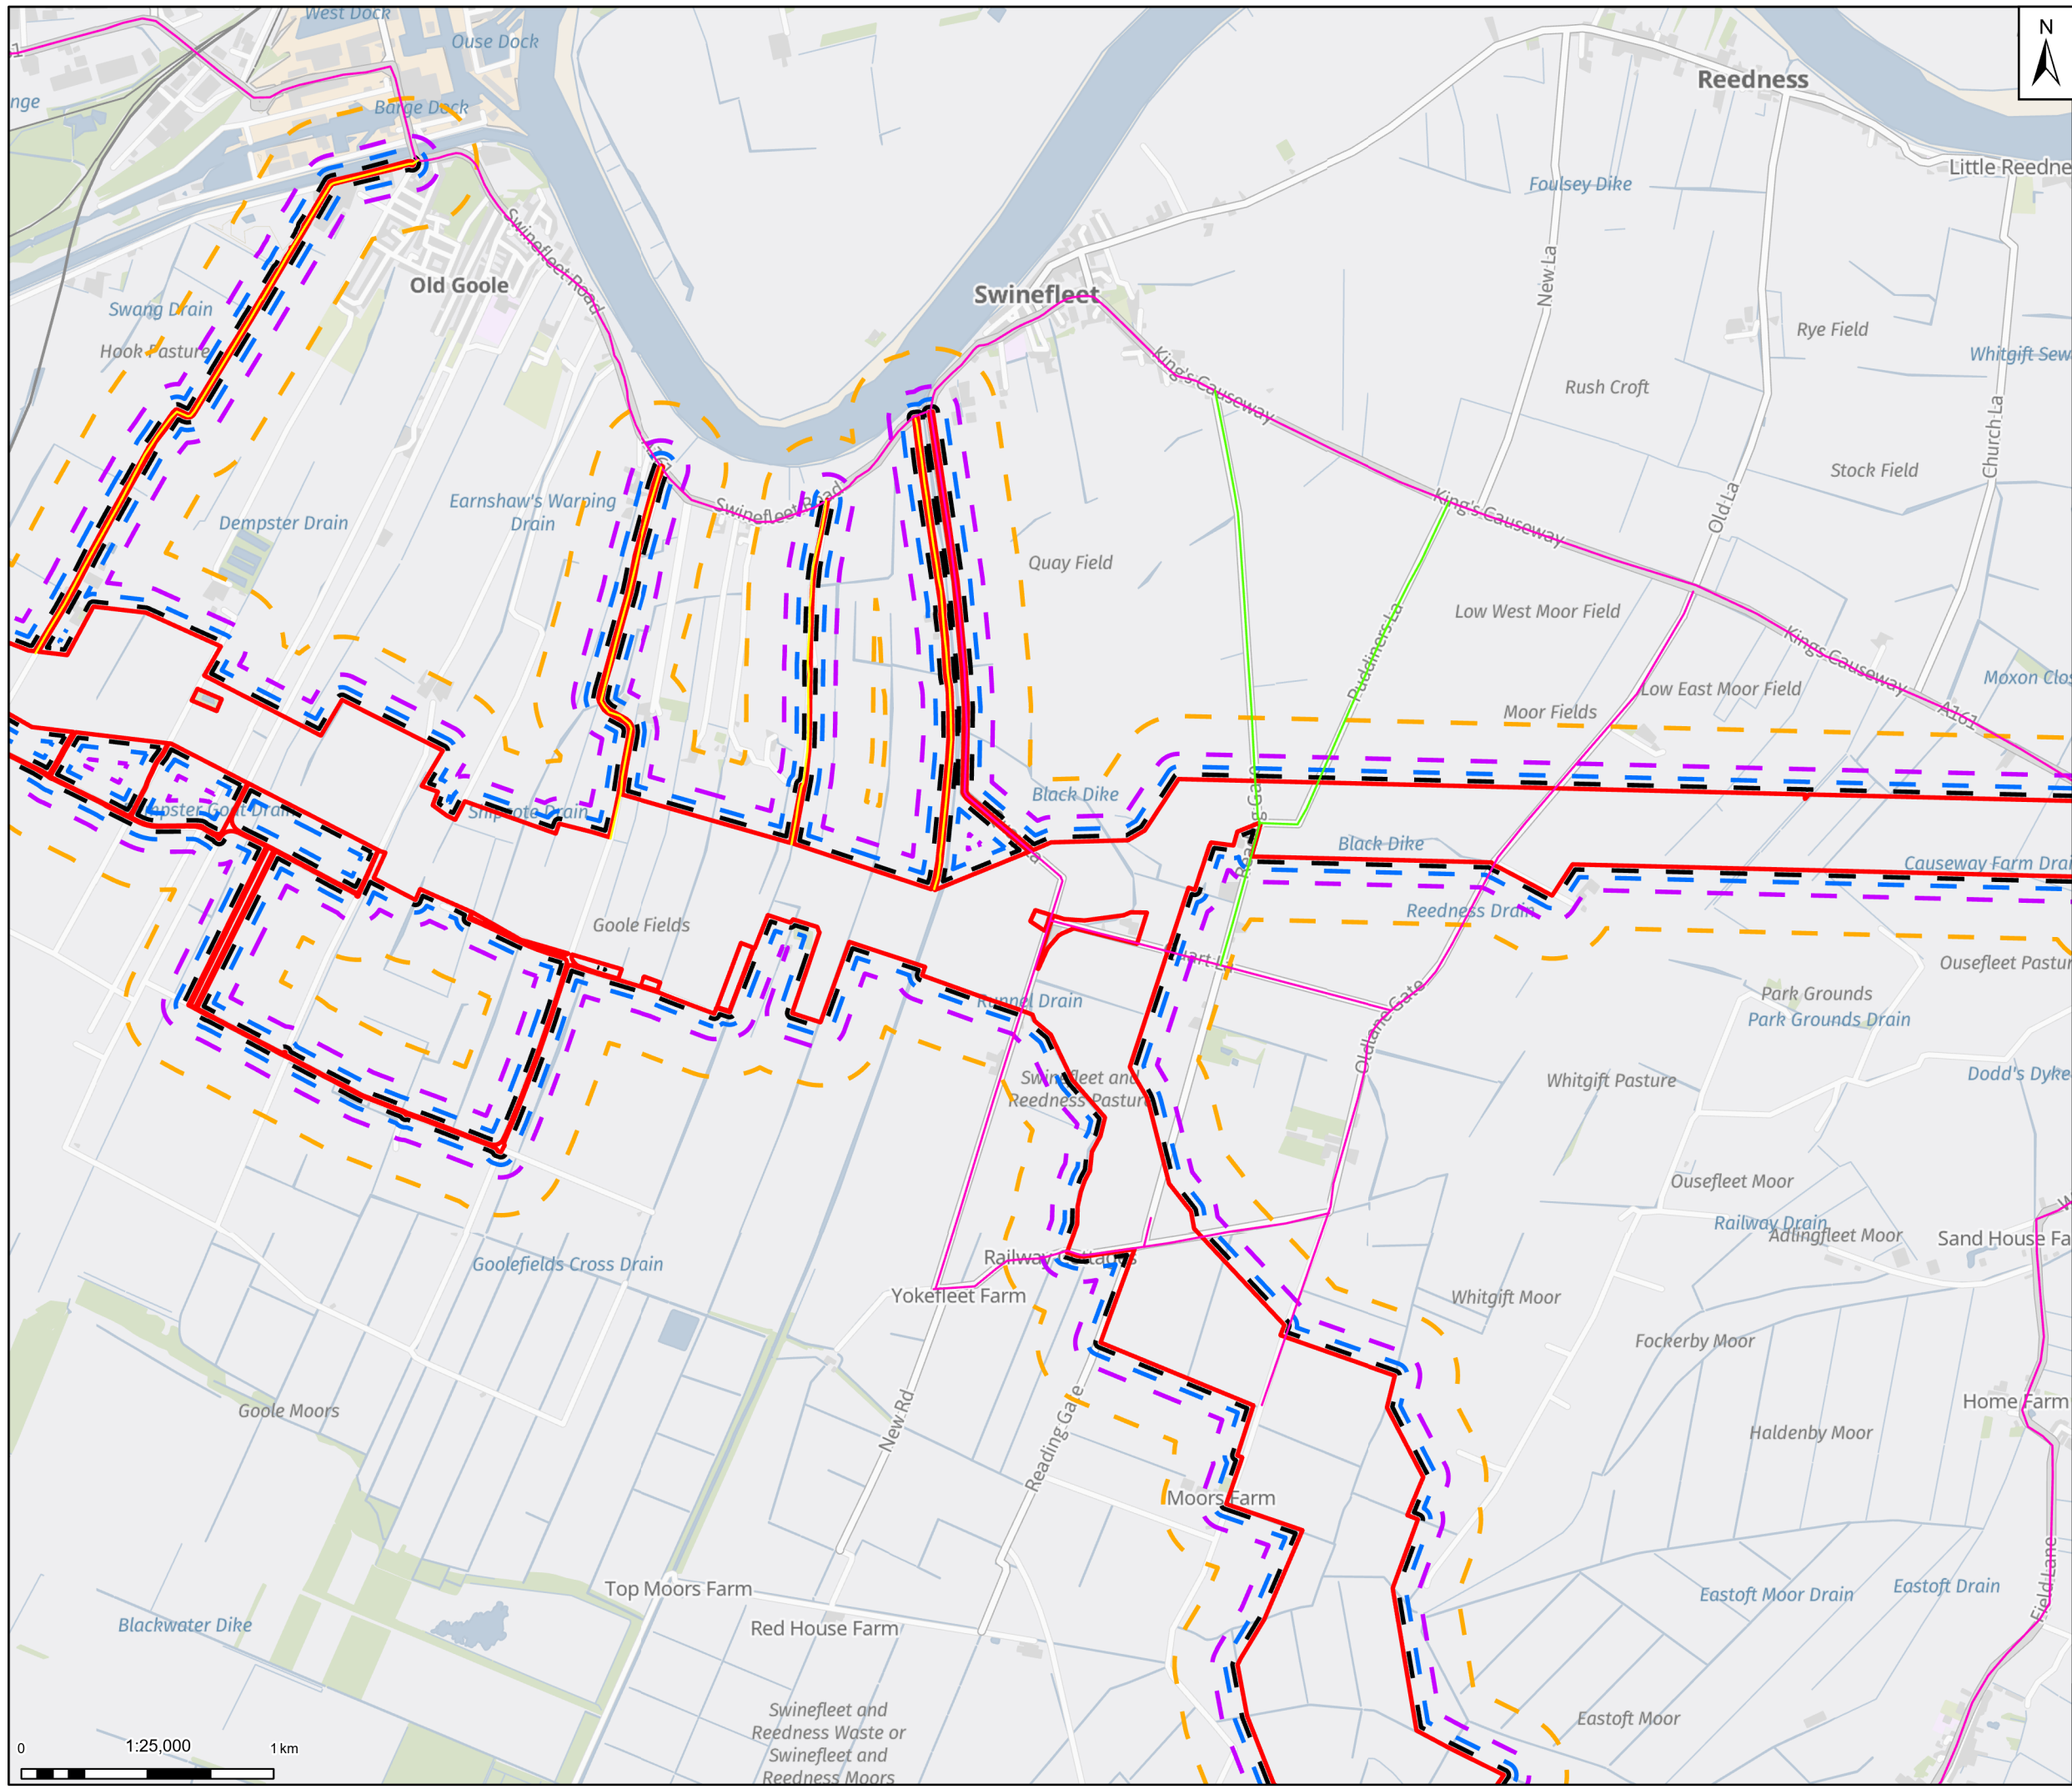 West Dock
Ouse Dock
N
Reedness
Barge Dock
Little Reedne
Foulsey Dike
Swinefleet Road
Old Goole
Swinefleet
New La
Swang Drain
Hook Pasture
Rye Field
King's Causeway
Whitgift Sew
Rush Croft
Church La
Stock Field
Earnshaw's Warping
Drain
Dempster Drain
Swinefleet Road
King's Causeway
Old La
Quay Field
Low West Moor Field
Puddiners La
Kings Causeway
Moxon Clo
Low East Moor Field
Moor Fields
A161
Black Dike
Shipcote Drain
Black Dike
Causeway Farm Drai
Reedness Drain
Goole Fields
Ousefleet Pastur
Park Grounds
Park Grounds Drain
Runnel Drain
Oldlane Gate
Swinefleet and
Reedness Pasture
Whitgift Pasture
Dodd's Dyke
Ousefleet Moor
Railway Drain
Adlingfleet Moor
Sand House Fa
Goolefields Cross Drain
Railway Cottages
Yokefleet Farm
Whitgift Moor
Fockerby Moor
Home Farm
Goole Moors
New Rd
Reading Gate
Haldenby Moor
Moors Farm
Top Moors Farm
Eastoft Moor Drain
Eastoft Drain
Field Lane
Blackwater Dike
Red House Farm
Swinefleet and
Reedness Waste or
Swinefleet and
Reedness Moors
Eastoft Moor
0 1:25,000 1 km